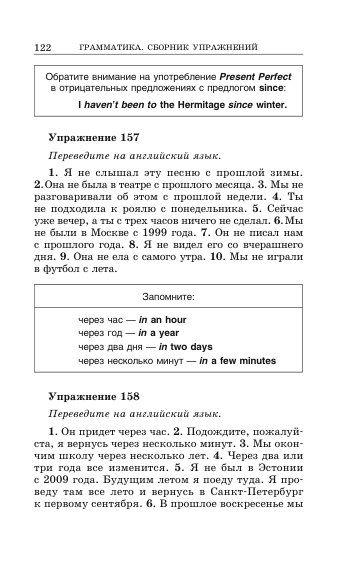 122
ГРАММАТИКА. СБОРНИК УПРАЖНЕНИЙ
Обратите внимание на употребление Present Perfect
в отрицательных предложениях с предлогом since:
I haven't been to the Hermitage since winter.
Упражнение 157
Переведите на английский язык.
1. Я не слышал эту песню с прошлой зимы.
2.Она не была в театре с прошлого месяца. 3. Мы не
разговаривали об этом с прошлой недели. 4. Ты
не подходила к роялю с понедельника. 5. Сейчас
уже вечер, а ты с трех часов ничего не сделал. 6. Мы
не были в Москве с 1999 года. 7. Он не писал нам
с прошлого года. 8. Я не видел его со вчерашнего
дня. 9. Она не ела с самого утра. 10. Мы не играли
в футбол с лета.
Запомните:
через час — in an hour
через год — in a year
через два дня — in two days
через несколько минут — in a few minutes
Упражнение 158
Переведите на английский язык.
1. Он придет через час. 2. Подождите, пожалуй-
ста, я вернусь через несколько минут. 3. Мы окон-
чим школу через несколько лет. 4. Через два или
три года все изменится. 5. Я не был в Эстонии
с 2009 года. Будущим летом я поеду туда. Я про-
веду там все лето и вернусь в Санкт-Петербург
к первому сентября. 6. В прошлое воскресенье мы